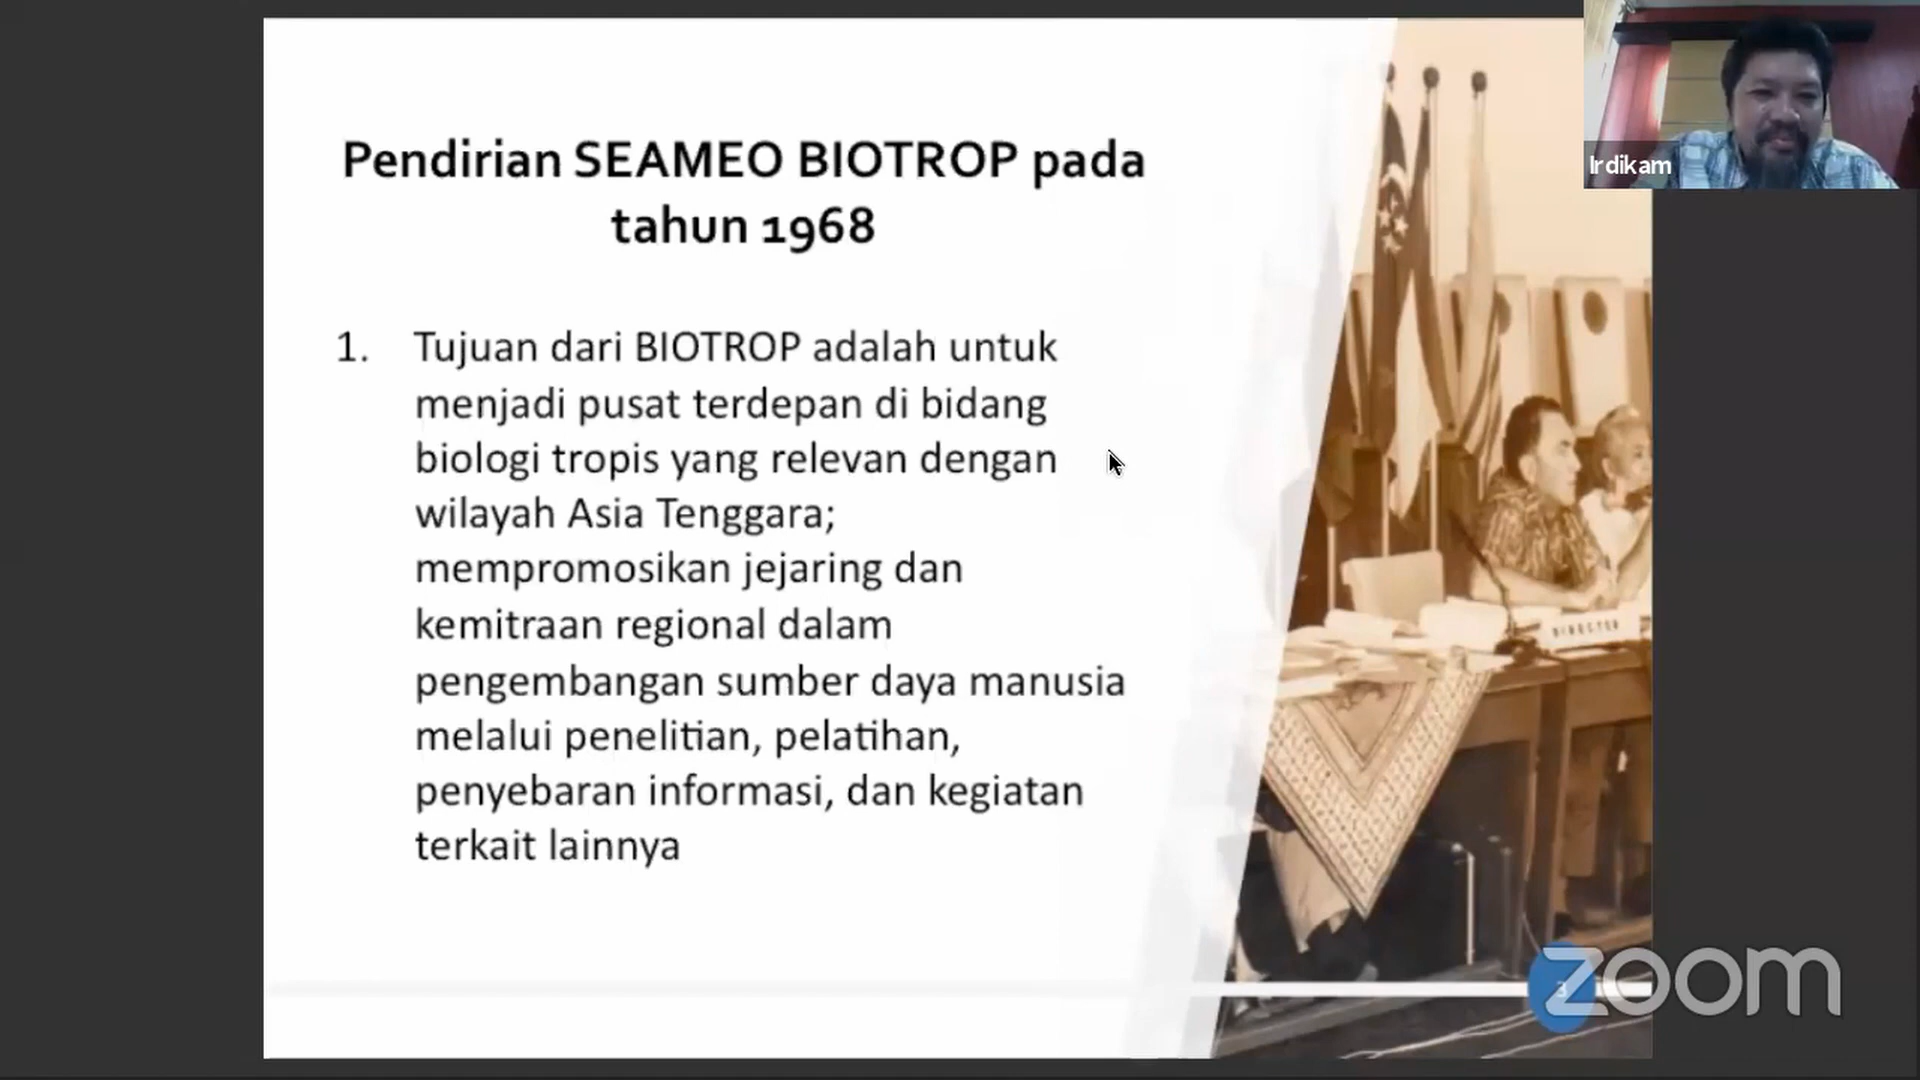 Pendirian SEAMEO BIOTROP pada
tahun 1968
1. Tujuan dari BIOTROP adalah untuk
menjadi pusat terdepan di bidang
biologi tropis yang relevan dengan
wilayah Asia Tenggara;
mempromosikan jejaring dan
kemitraan regional dalam
pengembangan sumber daya manusia
melalui penelitian, pelatihan,
penyebaran informasi, dan kegiatan
terkait lainnya
Irdikam
DIRECTOR
3
zoom